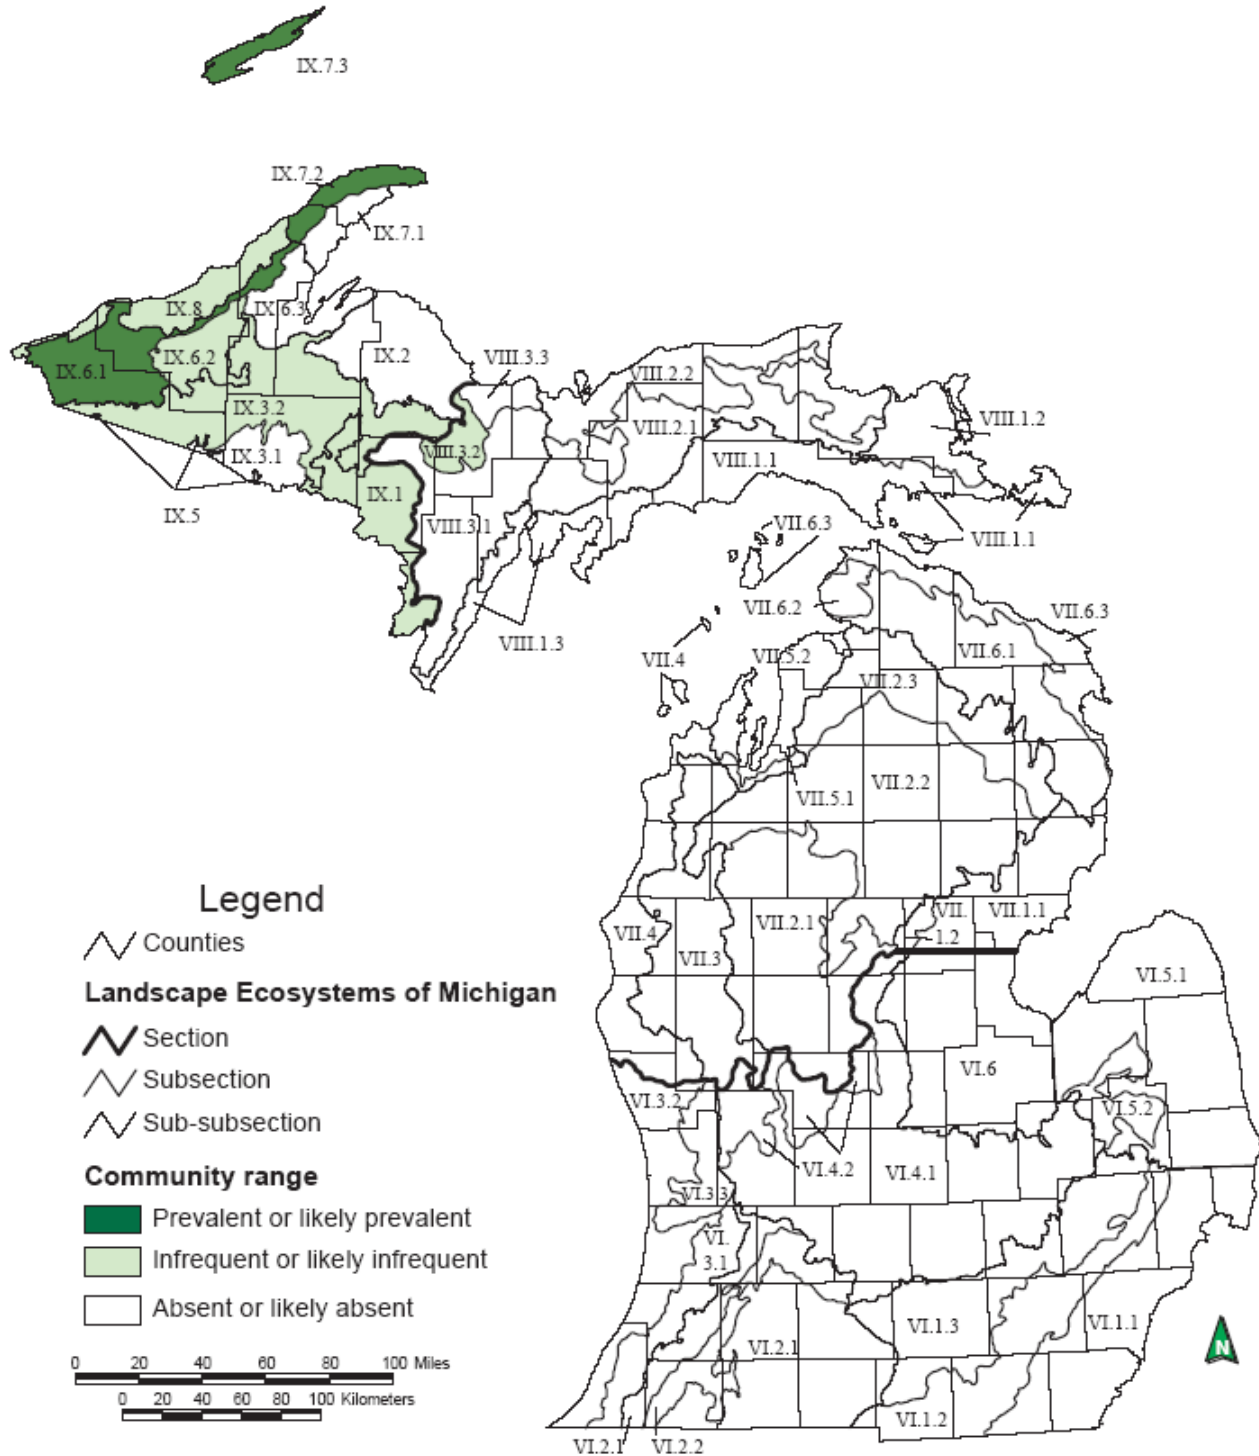 IX.7.3
IX.7.2
IX.7.1
IX.8
IX.6.3
IX.6.2
IX.2
IX.6.1
VIII.3.3
VIII.2.2
IX.3.2
VIII.2.1
VIII.1.2
IX.3.1
VIII.3.2
VIII.1.1
IX.1
IX.5
VIII.3.1
VII.6.3
VIII.1.1
VII.6.2
VII.6.3
VIII.1.3
VII.6.1
VII.4
VII.5.2
VII.2.3
VII.5.1
VII.2.2
VII.4
VII.3
VII.2.1
VII.
1.2
VII.1.1
VI.5.1
VI.6
VI.3.2
VI.5.2
VI.4.2
VI.4.1
VI.3.3
VI.
3.1
VI.2.1
VI.1.3
VI.1.1
VI.1.2
VI.2.1
VI.2.2
Legend
Counties
Landscape Ecosystems of Michigan
Section
Subsection
Sub-subsection
Community range
Prevalent or likely prevalent
Infrequent or likely infrequent
Absent or likely absent
0 20 40 60 80 100 Miles
0 20 40 60 80 100 Kilometers
N